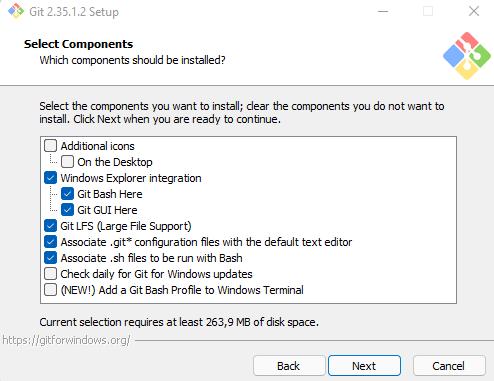 Git 2.35.1.2 Setup
Select Components
Which components should be installed?
Select the components you want to install; clear the components you do not want to
install. Click Next when you are ready to continue.
Additional icons
On the Desktop
Windows Explorer integration
Git Bash Here
Git GUI Here
Git LFS (Large File Support)
Associate .git* configuration files with the default text editor
Associate .sh files to be run with Bash
Check daily for Git for Windows updates
(NEW!) Add a Git Bash Profile to Windows Terminal
Current selection requires at least 263,9 MB of disk space.
https://gitforwindows.org/
Back Next Cancel